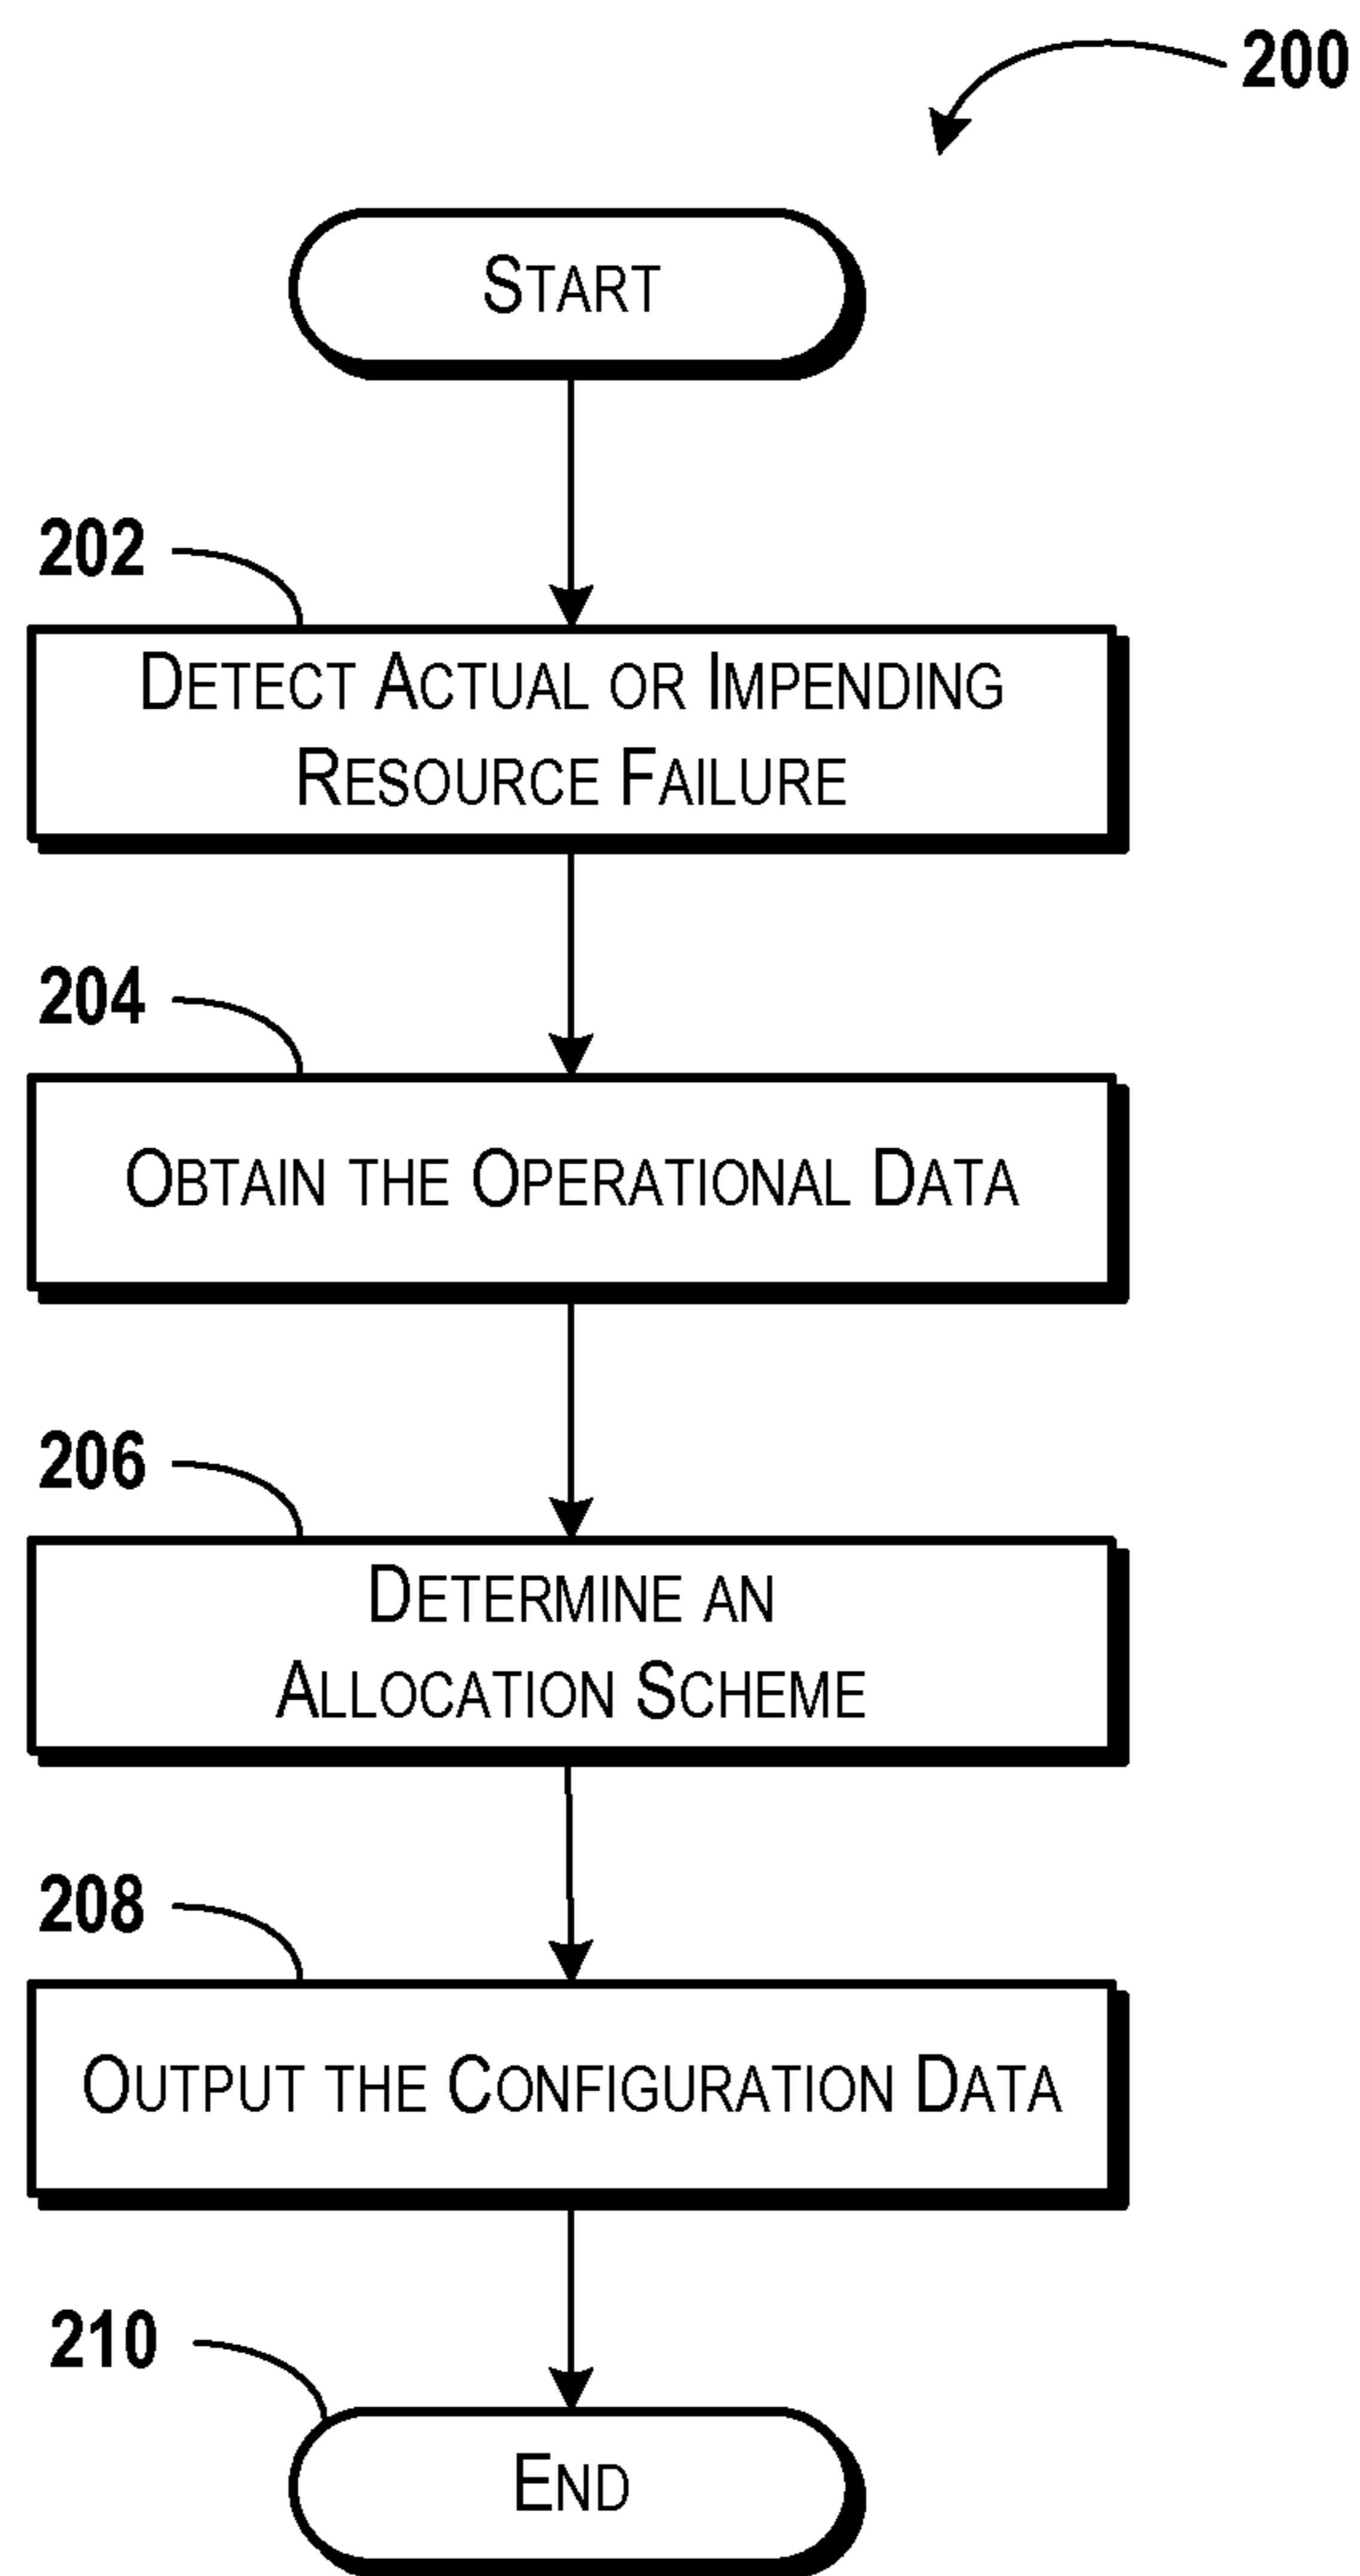 200
START
202
DETECT ACTUAL OR IMPENDING
RESOURCE FAILURE
204
OBTAIN THE OPERATIONAL DATA
206
DETERMINE AN
ALLOCATION SCHEME
208
OUTPUT THE CONFIGURATION DATA
210
END